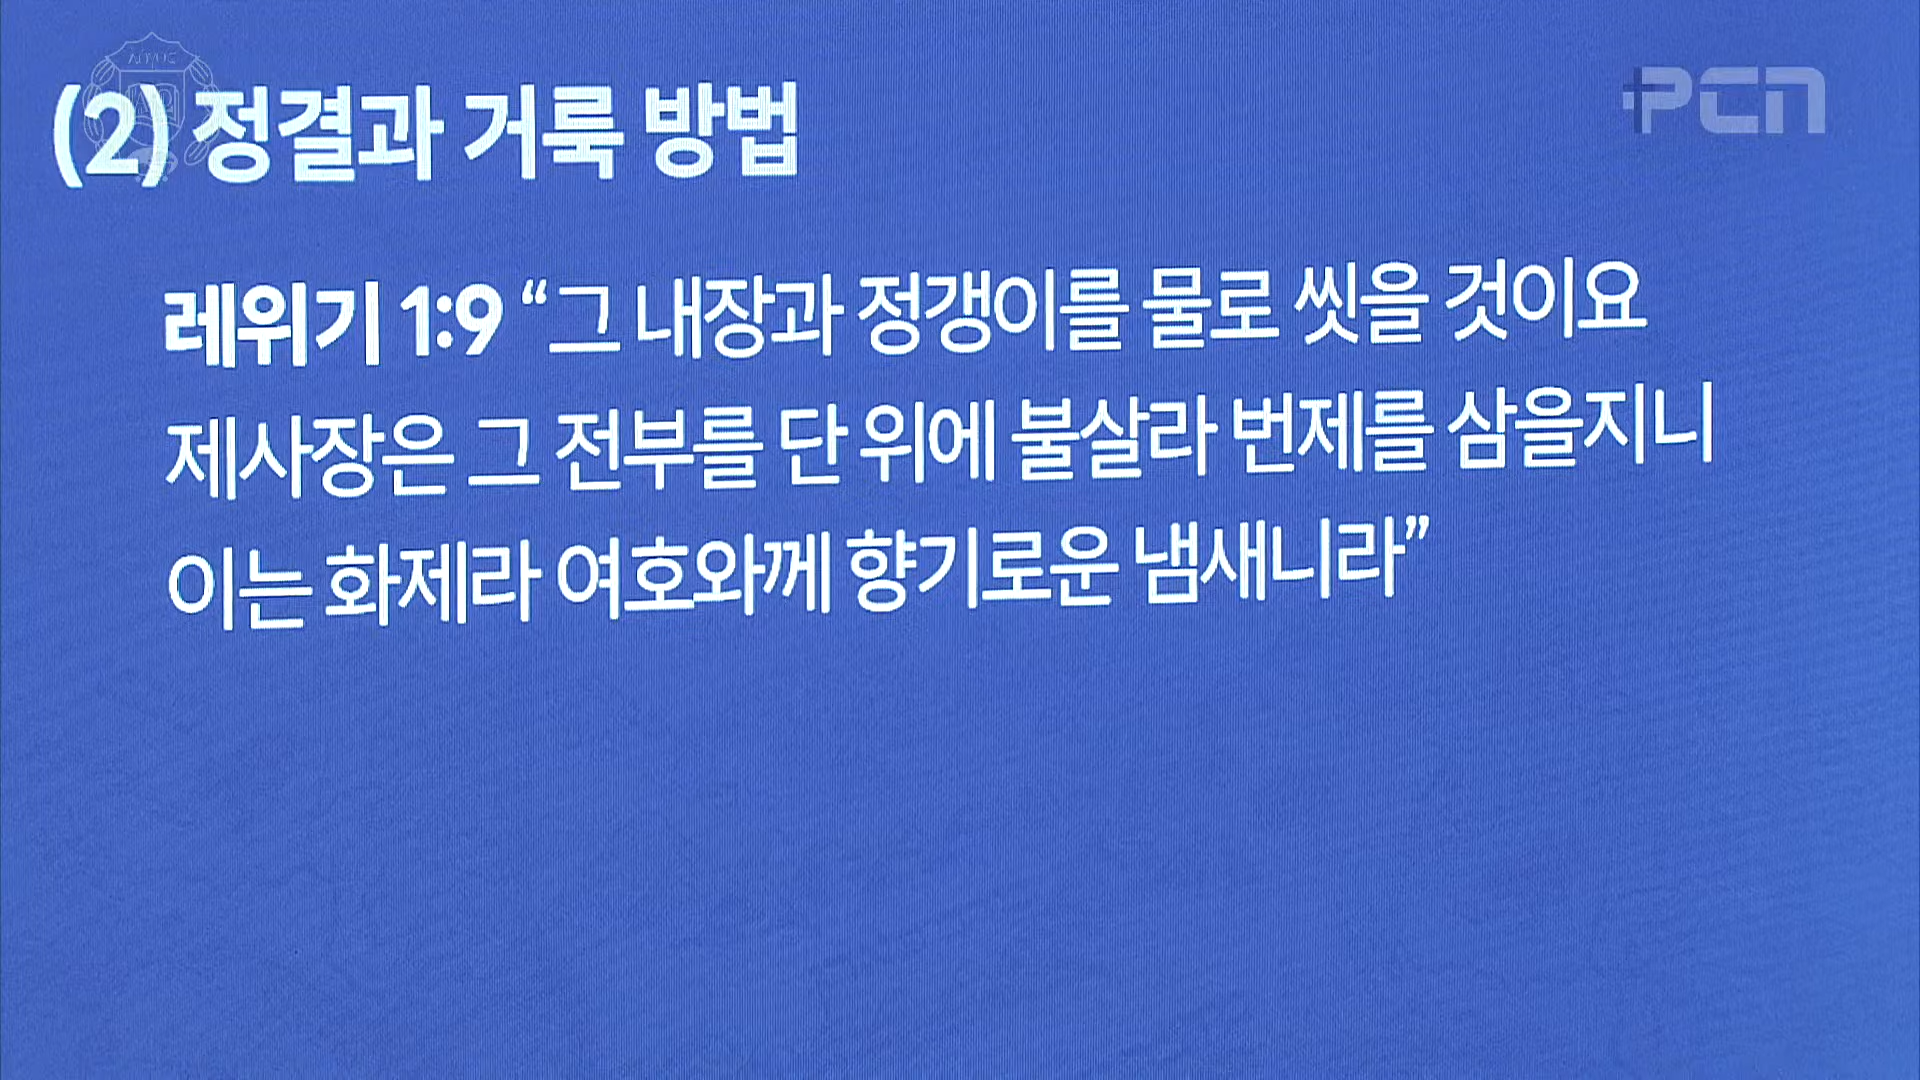 (2) 정결과 거룩 방법
PCN
레위기 1:9 “그 내장과 정갱이를 물로 씻을 것이요
제사장은 그 전부를 단 위에 불살라 번제를 삼을지니
이는 화제라 여호와께 향기로운 냄새니라”